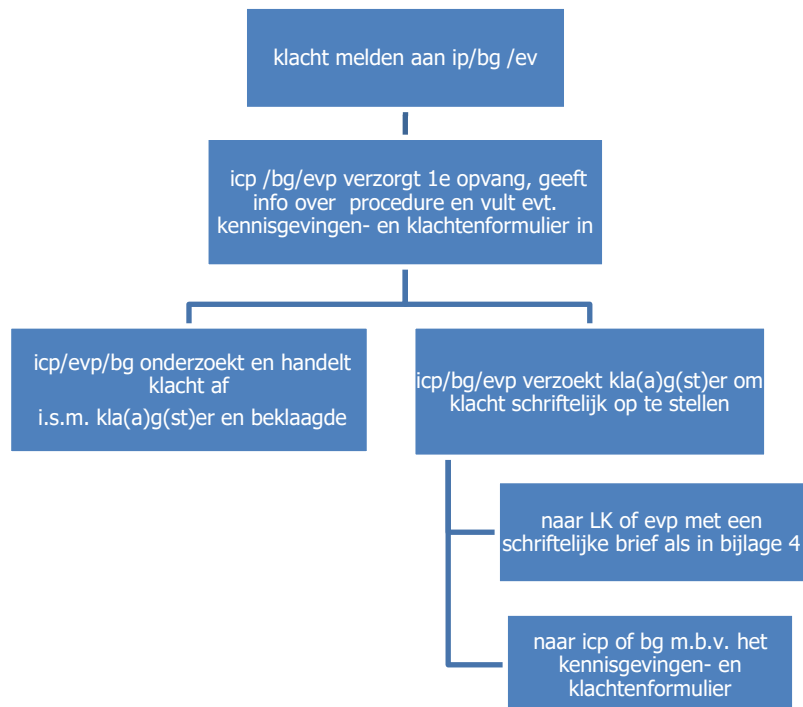 klacht melden aan ip/bg /ev
icp /bg/evp verzorgt 1e opvang, geeft
info over procedure en vult evt.
kennisgevingen- en klachtenformulier in
icp/evp/bg onderzoekt en handelt
klacht af
i.s.m. kla(a)g(st)er en beklaagde
icp/bg/evp verzoekt kla(a)g(st)er om
klacht schriftelijk op te stellen
naar LK of evp met een
schriftelijke brief als in bijlage 4
naar icp of bg m.b.v. het
kennisgevingen- en
klachtenformulier